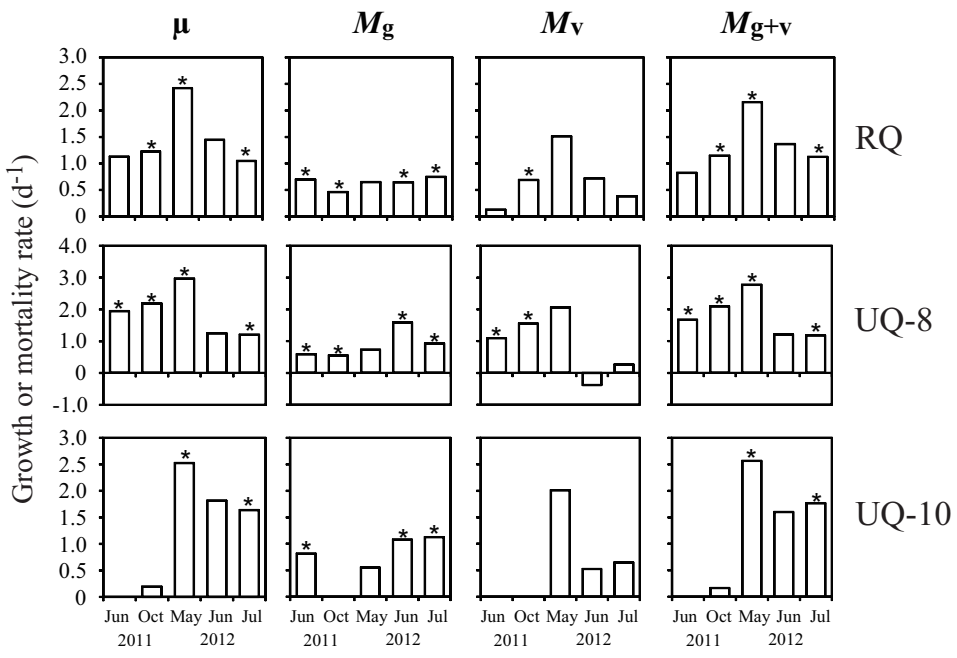 μ Mg Mv Mg+v
Growth or mortality rate (d-1)
3.0
2.5
2.0
1.5
1.0
0.5
0
* * *
* * * *
*
* * *
RQ
4.0
3.0
2.0
1.0
0
-1.0
* * * *
* * * *
* *
* * * *
UQ-8
3.0
2.5
2.0
1.5
1.0
0.5
0
* *
* * *
* *
UQ-10
Jun Oct May Jun Jul Jun Oct May Jun Jul Jun Oct May Jun Jul Jun Oct May Jun Jul
2011 2012 2011 2012 2011 2012 2011 2012